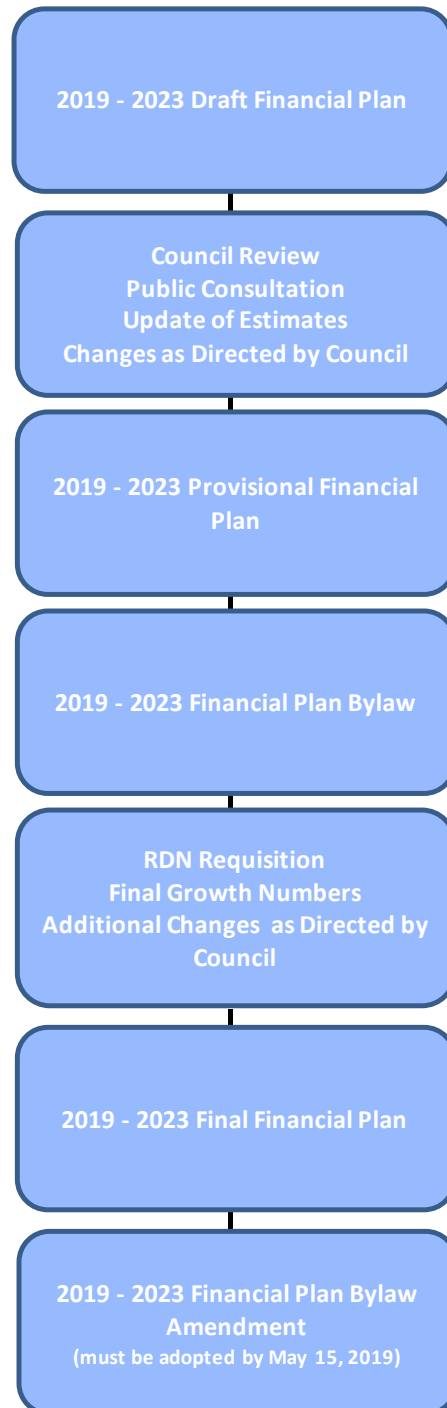 2019 - 2023 Draft Financial Plan
Council Review
Public Consultation
Update of Estimates
Changes as Directed by Council
2019 - 2023 Provisional Financial
Plan
2019 - 2023 Financial Plan Bylaw
RDN Requisition
Final Growth Numbers
Additional Changes as Directed by
Council
2019 - 2023 Final Financial Plan
2019 - 2023 Financial Plan Bylaw
Amendment
(must be adopted by May 15, 2019)